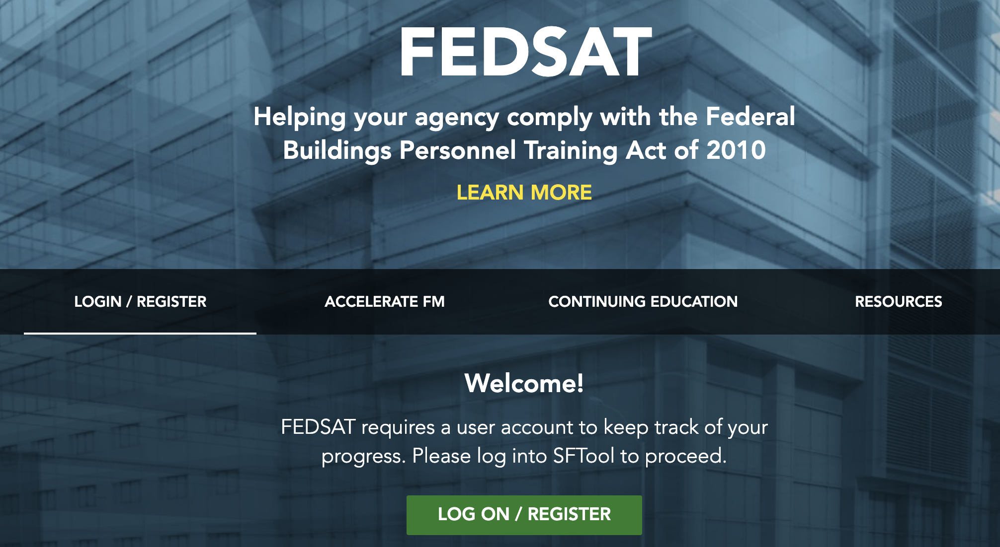 FEDSAT
Helping your agency comply with the Federal
Buildings Personnel Training Act of 2010
LEARN MORE
LOGIN / REGISTER
ACCELERATE FM
CONTINUING EDUCATION
RESOURCES
Welcome!
FEDSAT requires a user account to keep track of your
progress. Please log into SFTool to proceed.
LOG ON / REGISTER